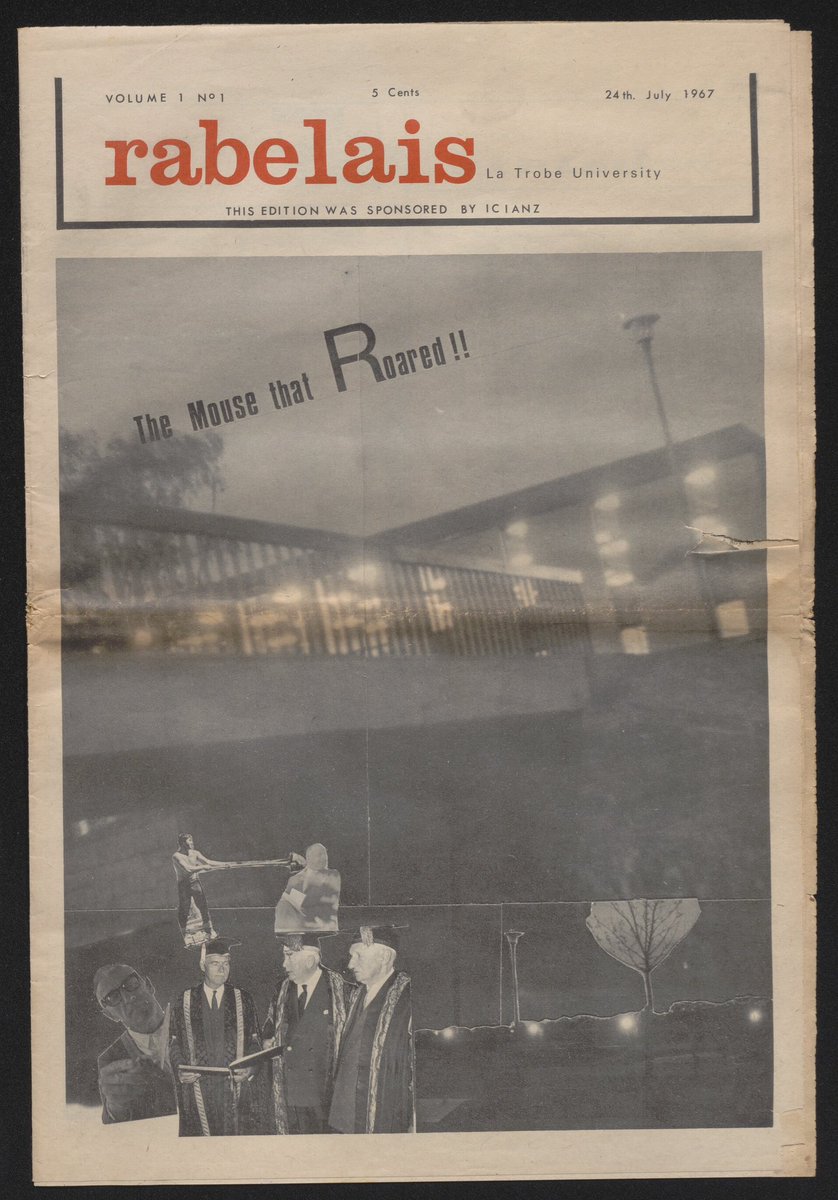 VOLUME 1 Nº1
5 Cents
24th. July 1967
rabelais
La Trobe University
THIS EDITION WAS SPONSORED BY ICIANZ
The Mouse that Roared!!